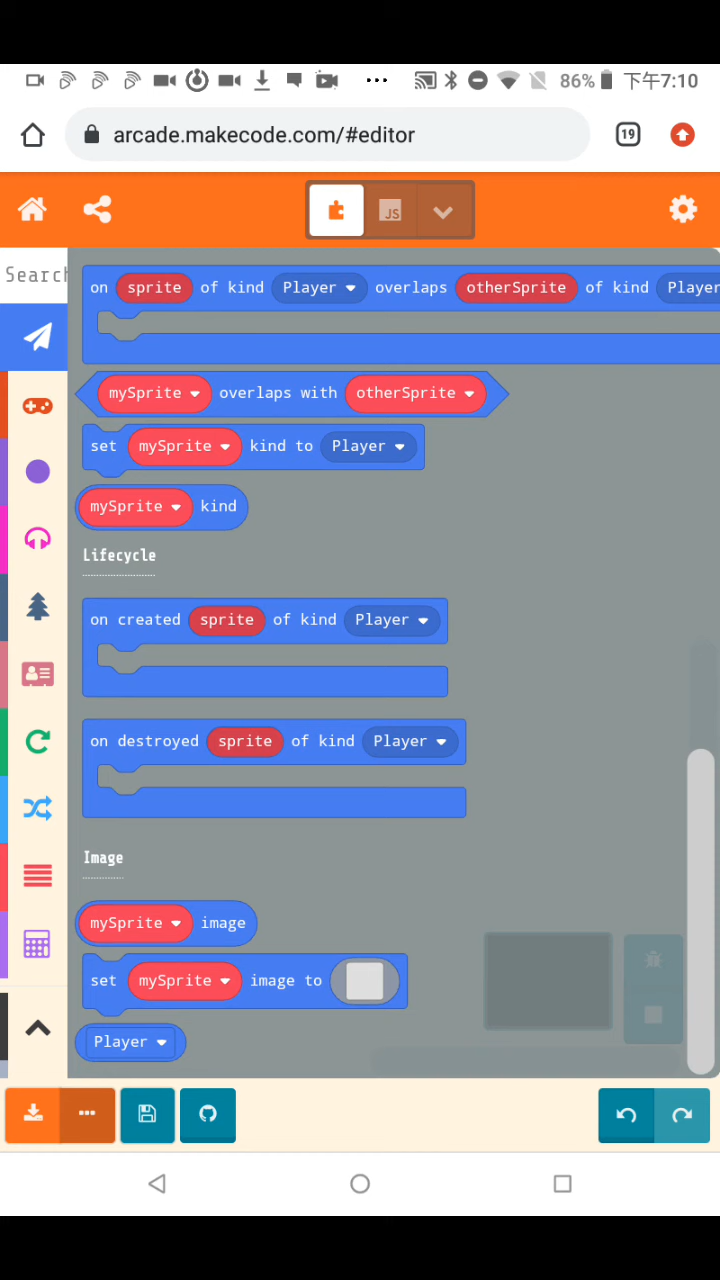 86% 下午7:10
arcade.makecode.com/#editor 19
JS
Search
on sprite of kind Player overlaps otherSprite of kind Player
mySprite overlaps with otherSprite
set mySprite kind to Player
mySprite kind
Lifecycle
on created sprite of kind Player
on destroyed sprite of kind Player
Image
mySprite image
set mySprite image to
Player